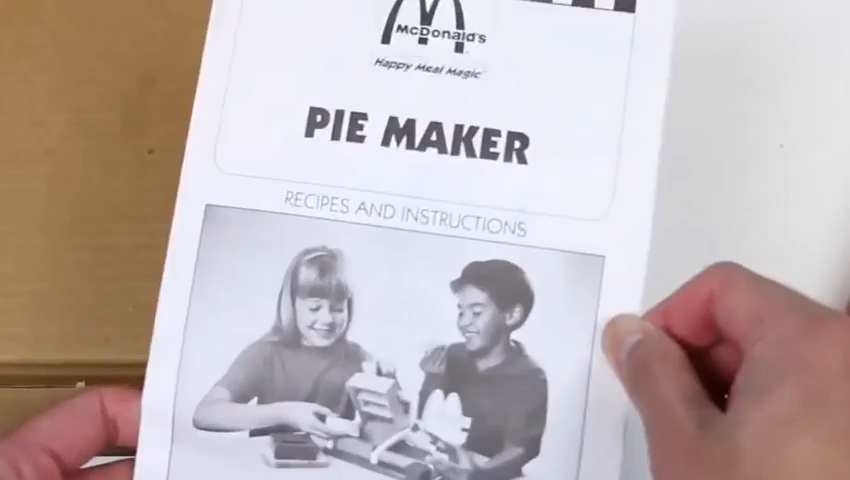 McDonald's
Happy Meal Magic
PIE MAKER
RECIPES AND INSTRUCTIONS